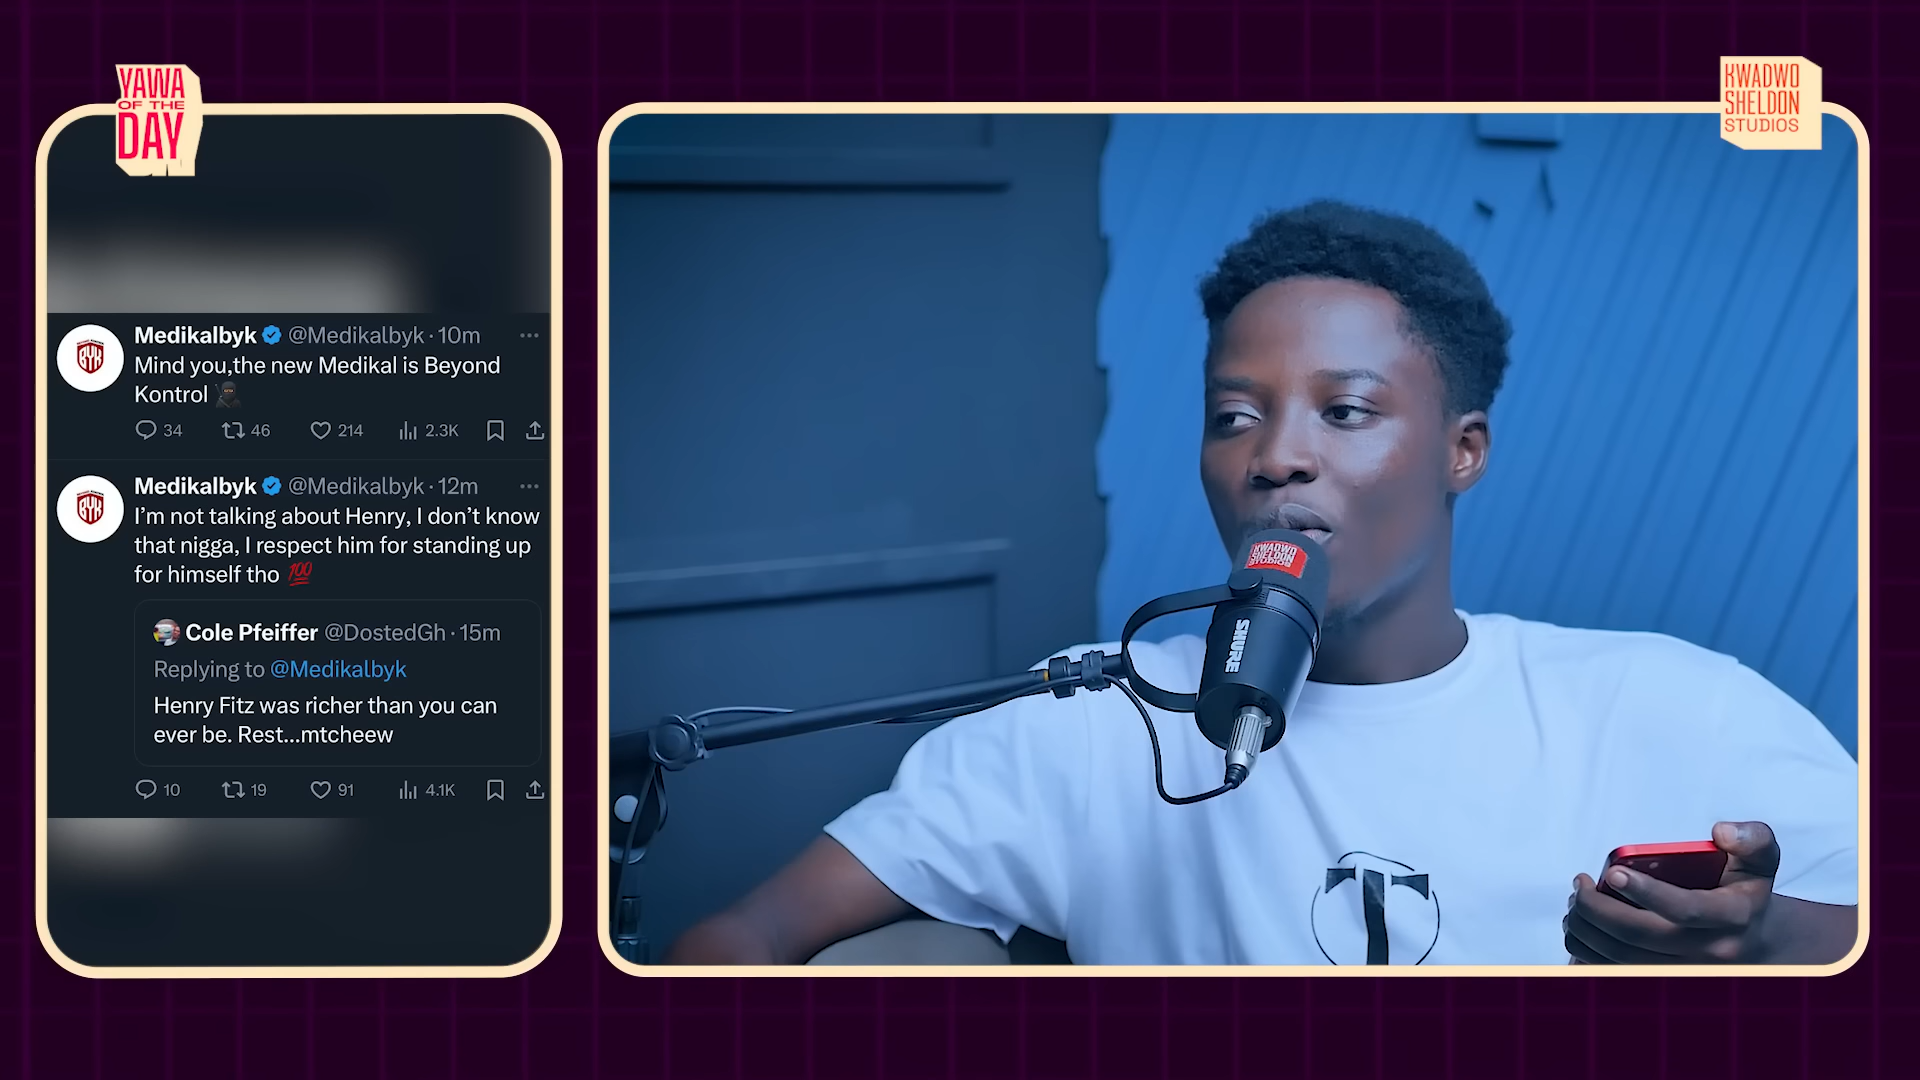 YAWA
OF THE
DAY
KWADWO
SHELDON
STUDIOS
Medikalbyk @Medikalbyk · 10m
Mind you,the new Medikal is Beyond
Kontrol 🥷🏿
34 46 214 2.3K
Medikalbyk @Medikalbyk · 12m
I’m not talking about Henry, I don’t know
that nigga, I respect him for standing up
for himself tho 💯
Cole Pfeiffer @DostedGh · 15m
Replying to @Medikalbyk
Henry Fitz was richer than you can
ever be. Rest...mtcheew
10 19 91 4.1K
BYK
BYK
KWADWO
SHELDON
STUDIOS
SHURE
T